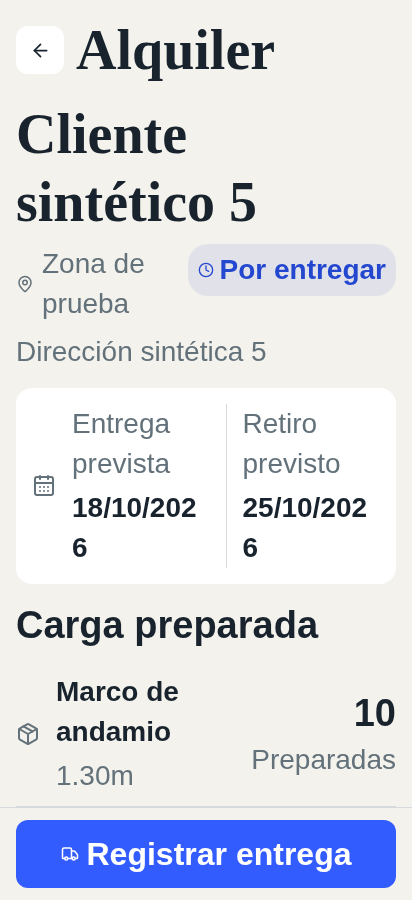 Alquiler
Cliente
sintético 5
Zona de
prueba
Por entregar
Dirección sintética 5
Entrega
prevista
18/10/202
6
Retiro
previsto
25/10/202
6
Carga preparada
Marco de
andamio
1.30m
10
Preparadas
Registrar entrega